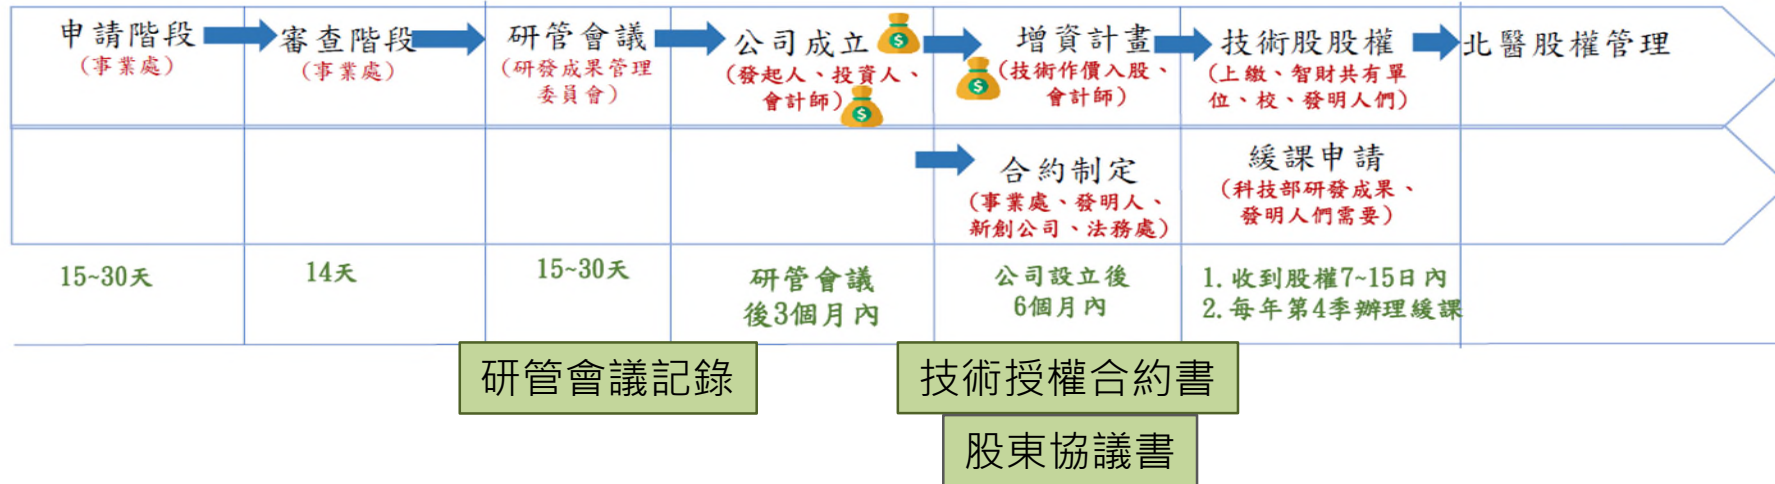 申請階段
(事業處)
審查階段
(事業處)
研管會議
(研發成果管理
委員會)
公司成立
(發起人、投資人、
會計師)
增資計畫
(技術作價入股、
會計師)
技術股股權
(上繳、智財共有單
位、校、發明人們)
北醫股權管理
合約制定
(事業處、發明人、
新創公司、法務處)
緩課申請
(科技部研發成果、
發明人們需要)
15~30天
14天
15~30天
研管會議
後3個月內
公司設立後
6個月內
1. 收到股權7~15日內
2. 每年第4季辦理緩課
研管會議記錄
技術授權合約書
股東協議書